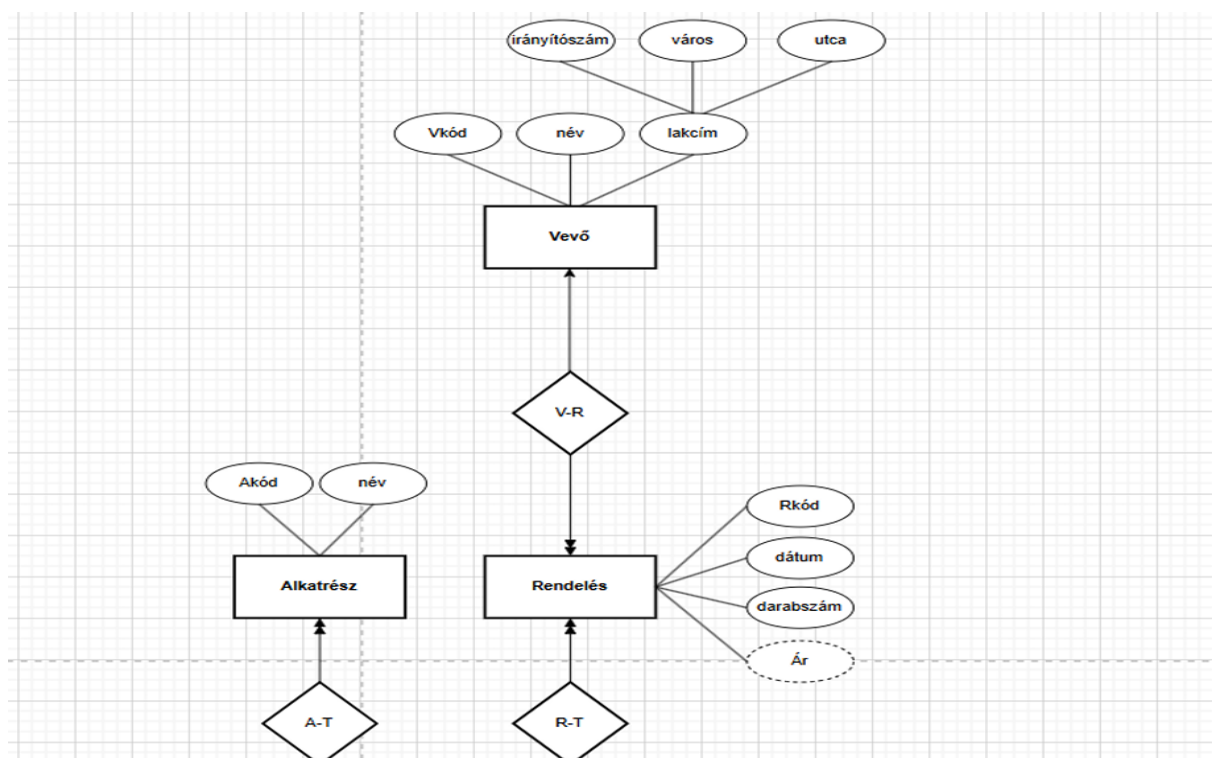 irányítószám
város
utca
Vkód
név
lakcím
Vevő
V-R
Akód
név
Rkód
dátum
Alkatrész
Rendelés
darabszám
Ár
A-T
R-T